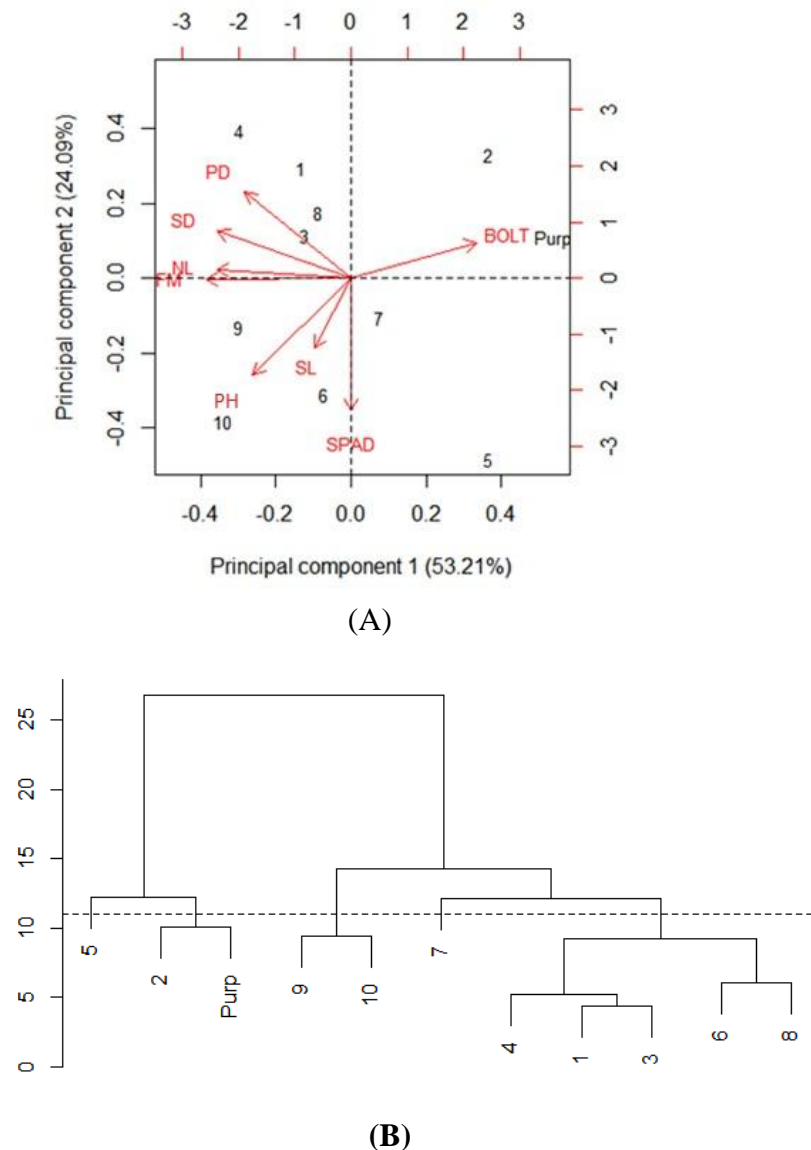 -3 -2 -1 0 1 2 3
Principal component 2 (24.09%)
0.4
0.2
0.0
-0.2
-0.4
3
2
1
0
-1
-2
-3
4
PD
1
2
8
SD
3
BOLT Purp
NL
FM
9
7
SL
PH
6
10
SPAD
5
-0.4 -0.2 0.0 0.2 0.4
Principal component 1 (53.21%)
(A)
25
20
15
10
5
0
5
2
Purp
9
10
7
4
1
3
6
8
(B)